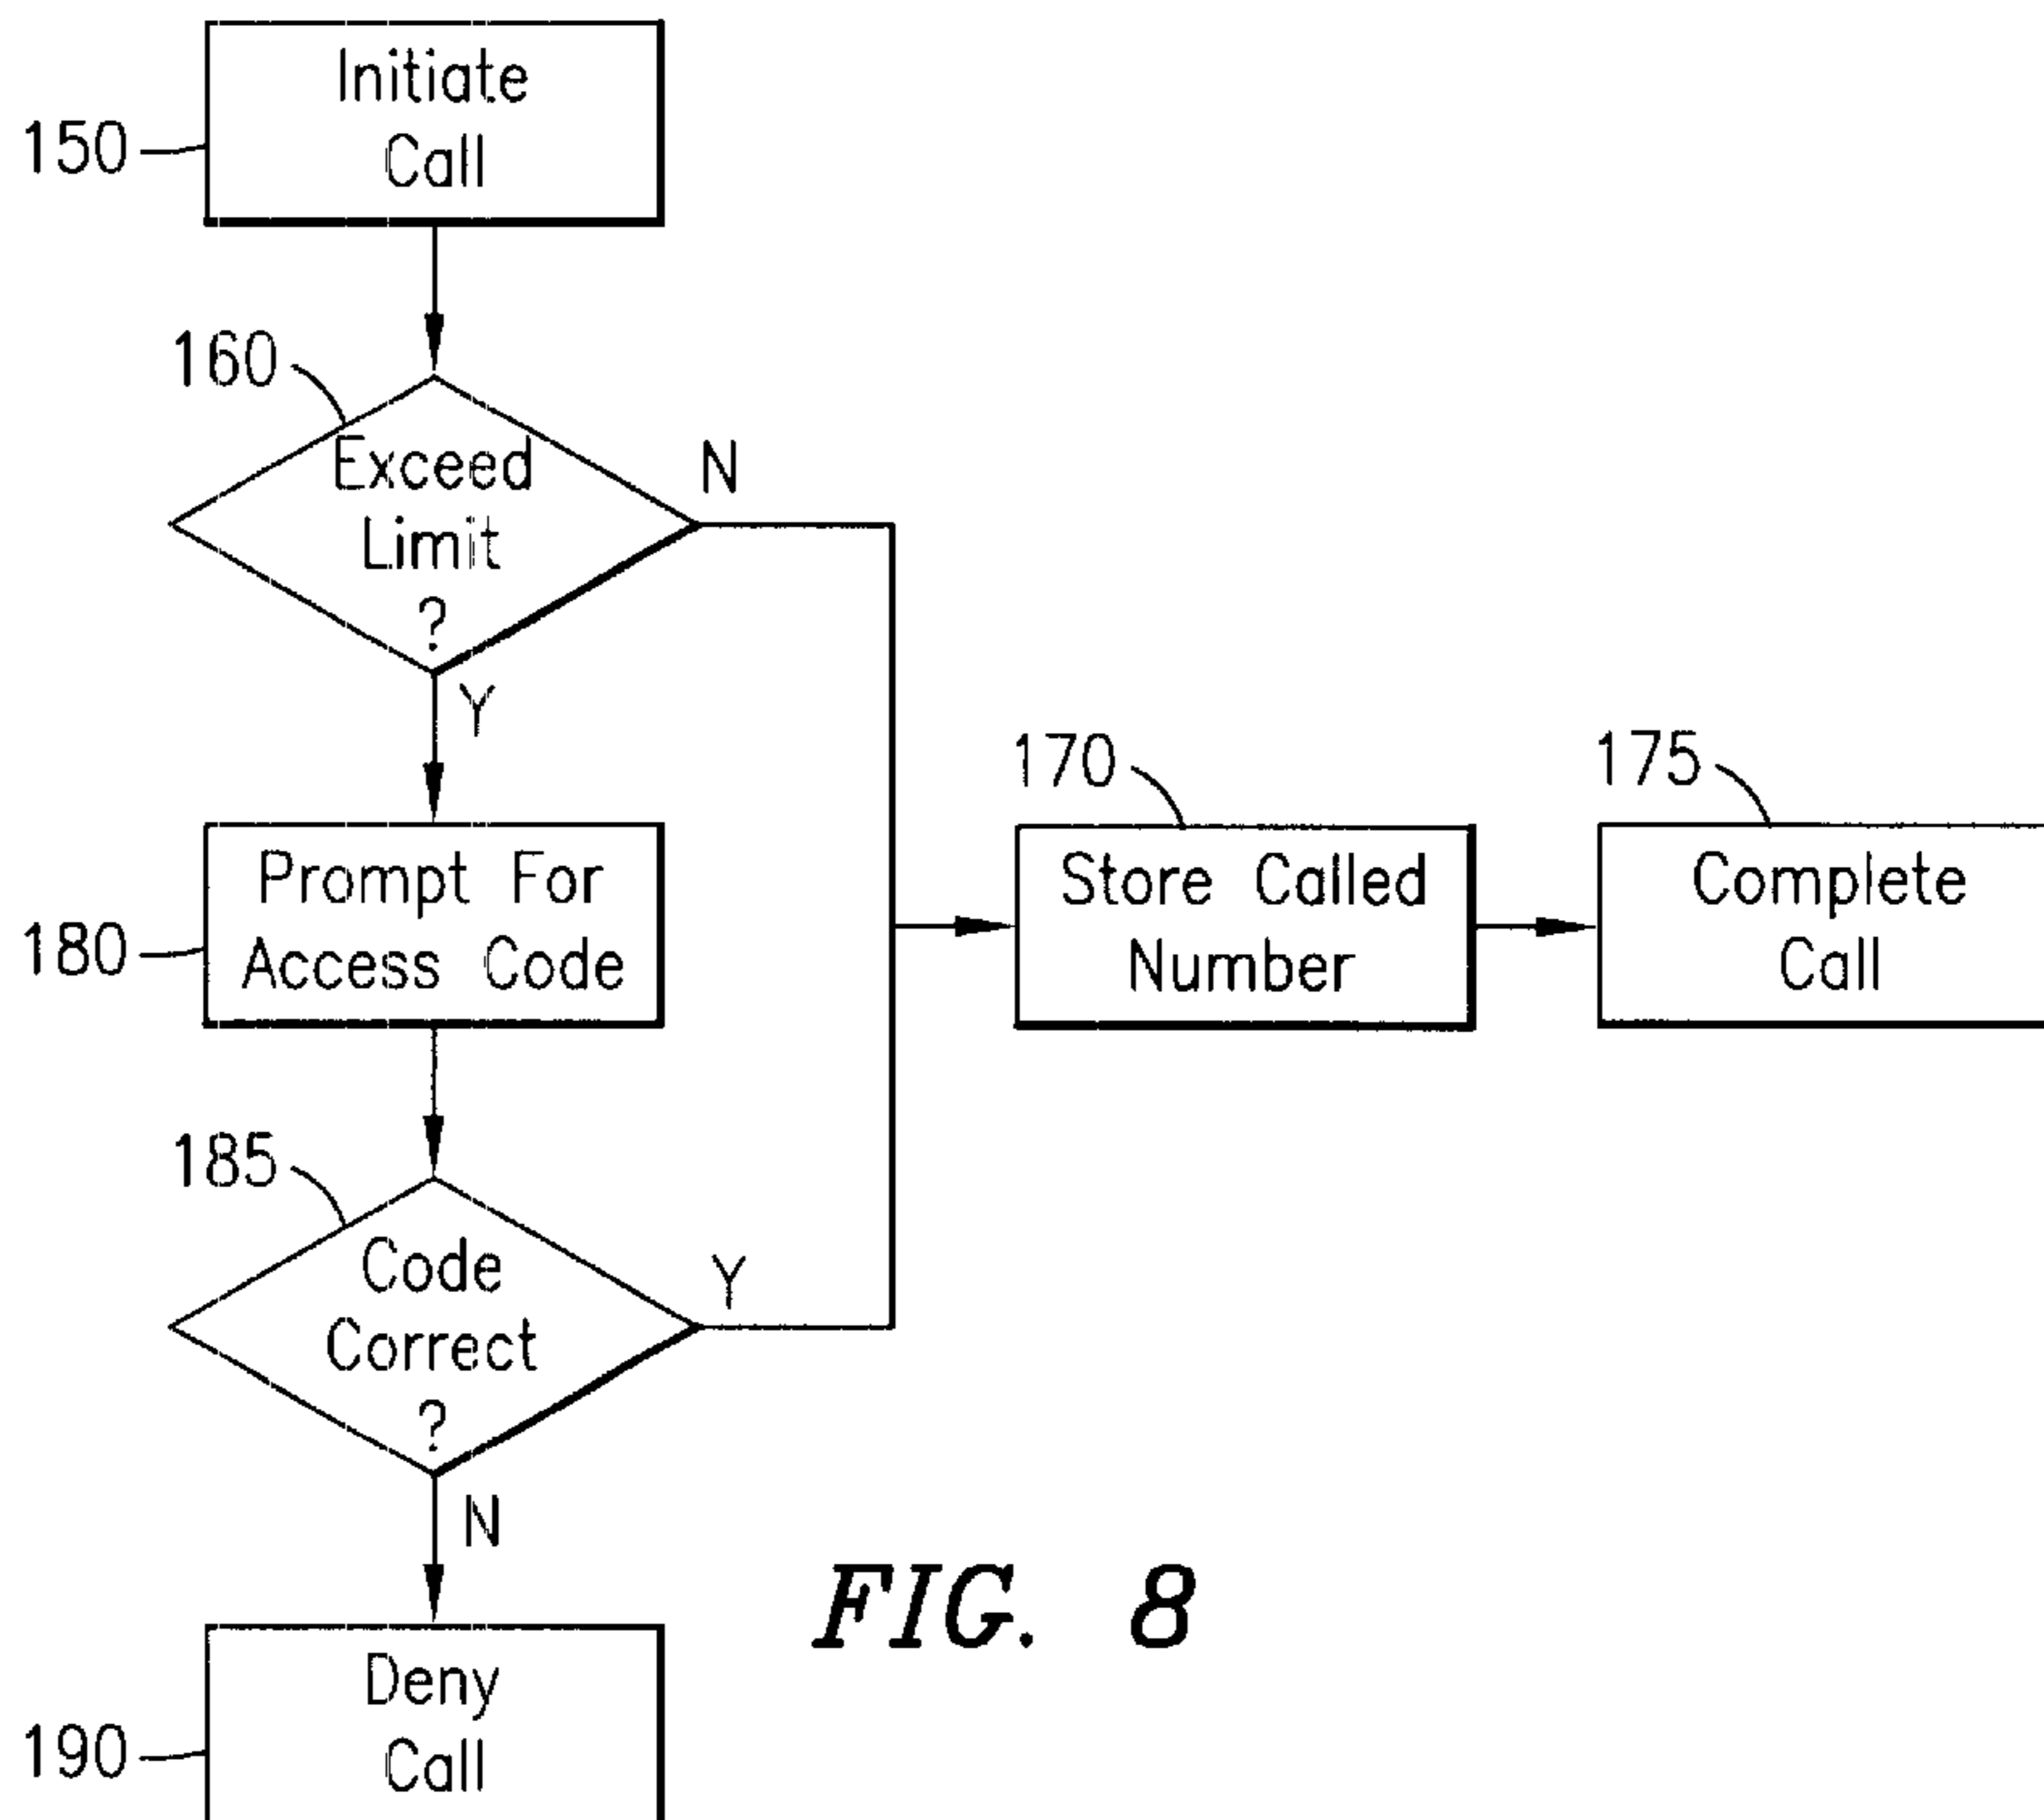 Initiate
Call
150
160
Exceed
Limit
?
N
Y
170
175
Prompt For
Access Code
180
Store Called
Number
Complete
Call
185
Code
Correct
?
Y
N
FIG. 8
Deny
Call
190